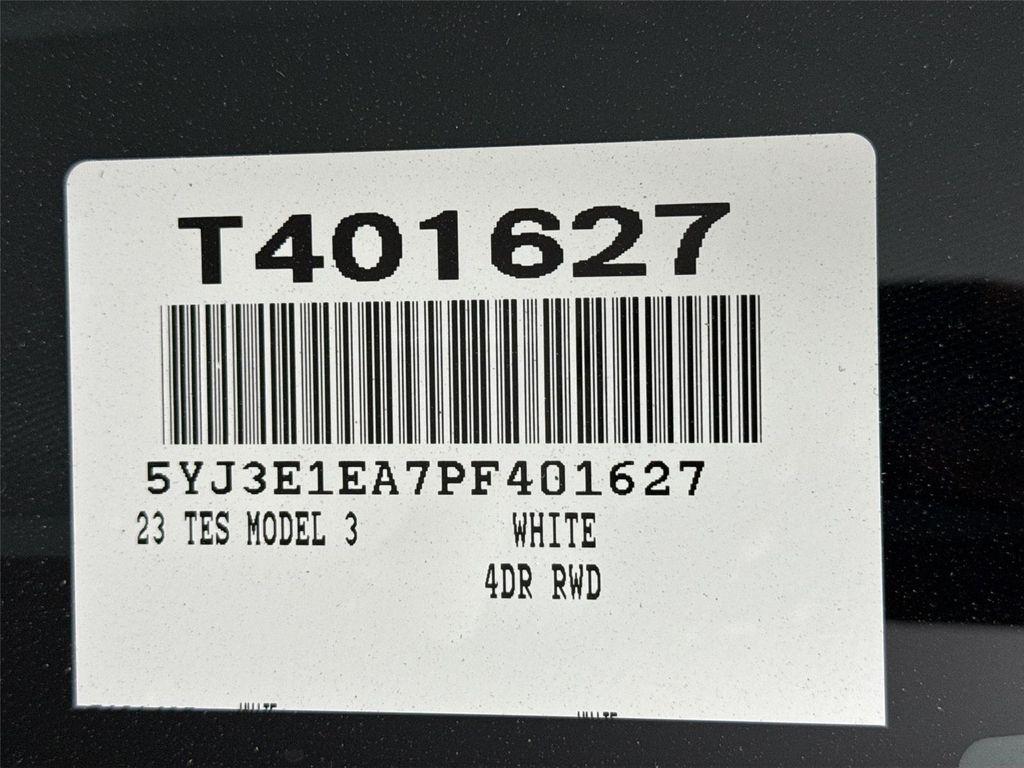 T401627
5YJ3E1EA7PF401627
23 TES MODEL 3 WHITE
4DR RWD